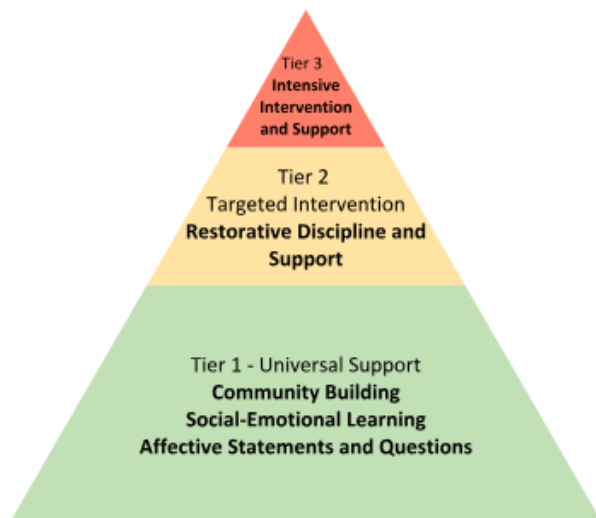 Tier 3
Intensive
Intervention
and Support
Tier 2
Targeted Intervention
Restorative Discipline and
Support
Tier 1 - Universal Support
Community Building
Social-Emotional Learning
Affective Statements and Questions